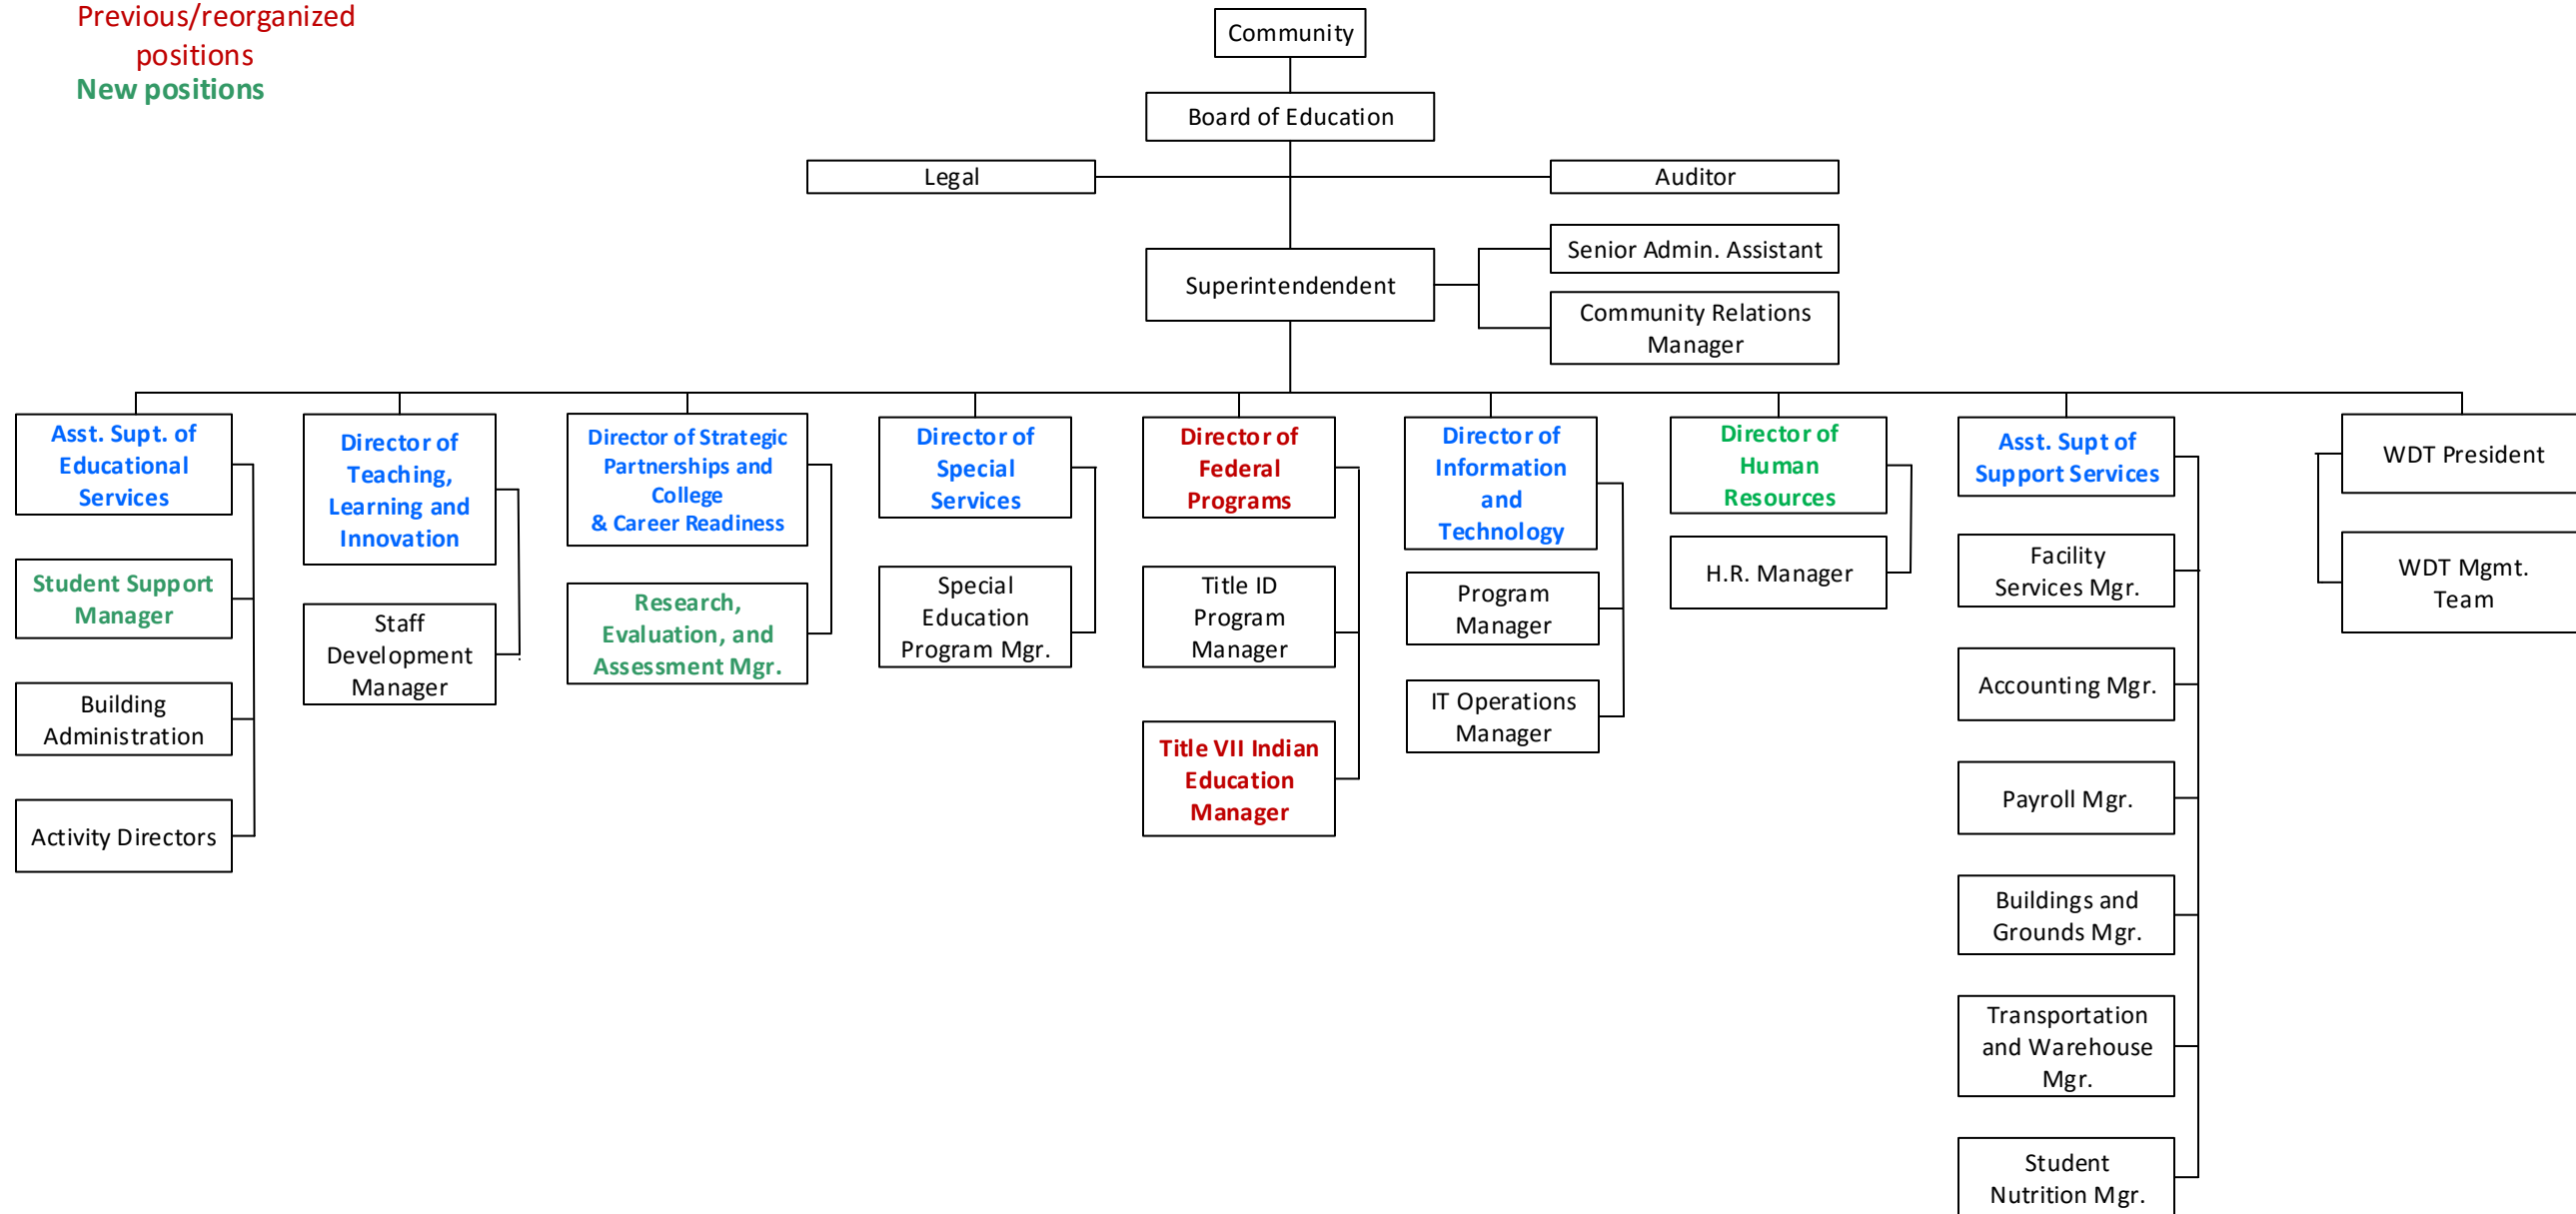 Previous/reorganized
positions
New positions
Community
Board of Education
Legal
Auditor
Superintendendent
Senior Admin. Assistant
Community Relations
Manager
Asst. Supt. of
Educational
Services
Student Support
Manager
Building
Administration
Activity Directors
Director of
Teaching,
Learning and
Innovation
Staff
Development
Manager
Director of Strategic
Partnerships and
College
& Career Readiness
Research,
Evaluation, and
Assessment Mgr.
Director of
Special
Services
Special
Education
Program Mgr.
Director of
Federal
Programs
Title ID
Program
Manager
Title VII Indian
Education
Manager
Director of
Information
and
Technology
Program
Manager
IT Operations
Manager
Director of
Human
Resources
H.R. Manager
Asst. Supt of
Support Services
Facility
Services Mgr.
Accounting Mgr.
Payroll Mgr.
Buildings and
Grounds Mgr.
Transportation
and Warehouse
Mgr.
Student
Nutrition Mgr.
WDT President
WDT Mgmt.
Team